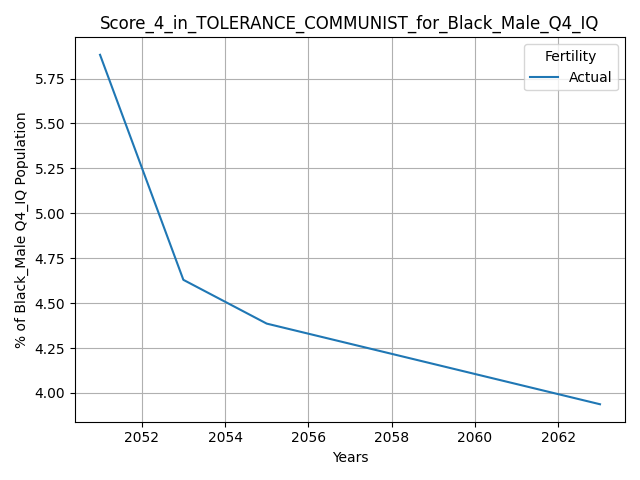 Score_4_in_TOLERANCE_COMMUNIST_for_Black_Male_Q4_IQ
Fertility
Actual
% of Black_Male Q4_IQ Population
5.75
5.50
5.25
5.00
4.75
4.50
4.25
4.00
2052 2054 2056 2058 2060 2062
Years